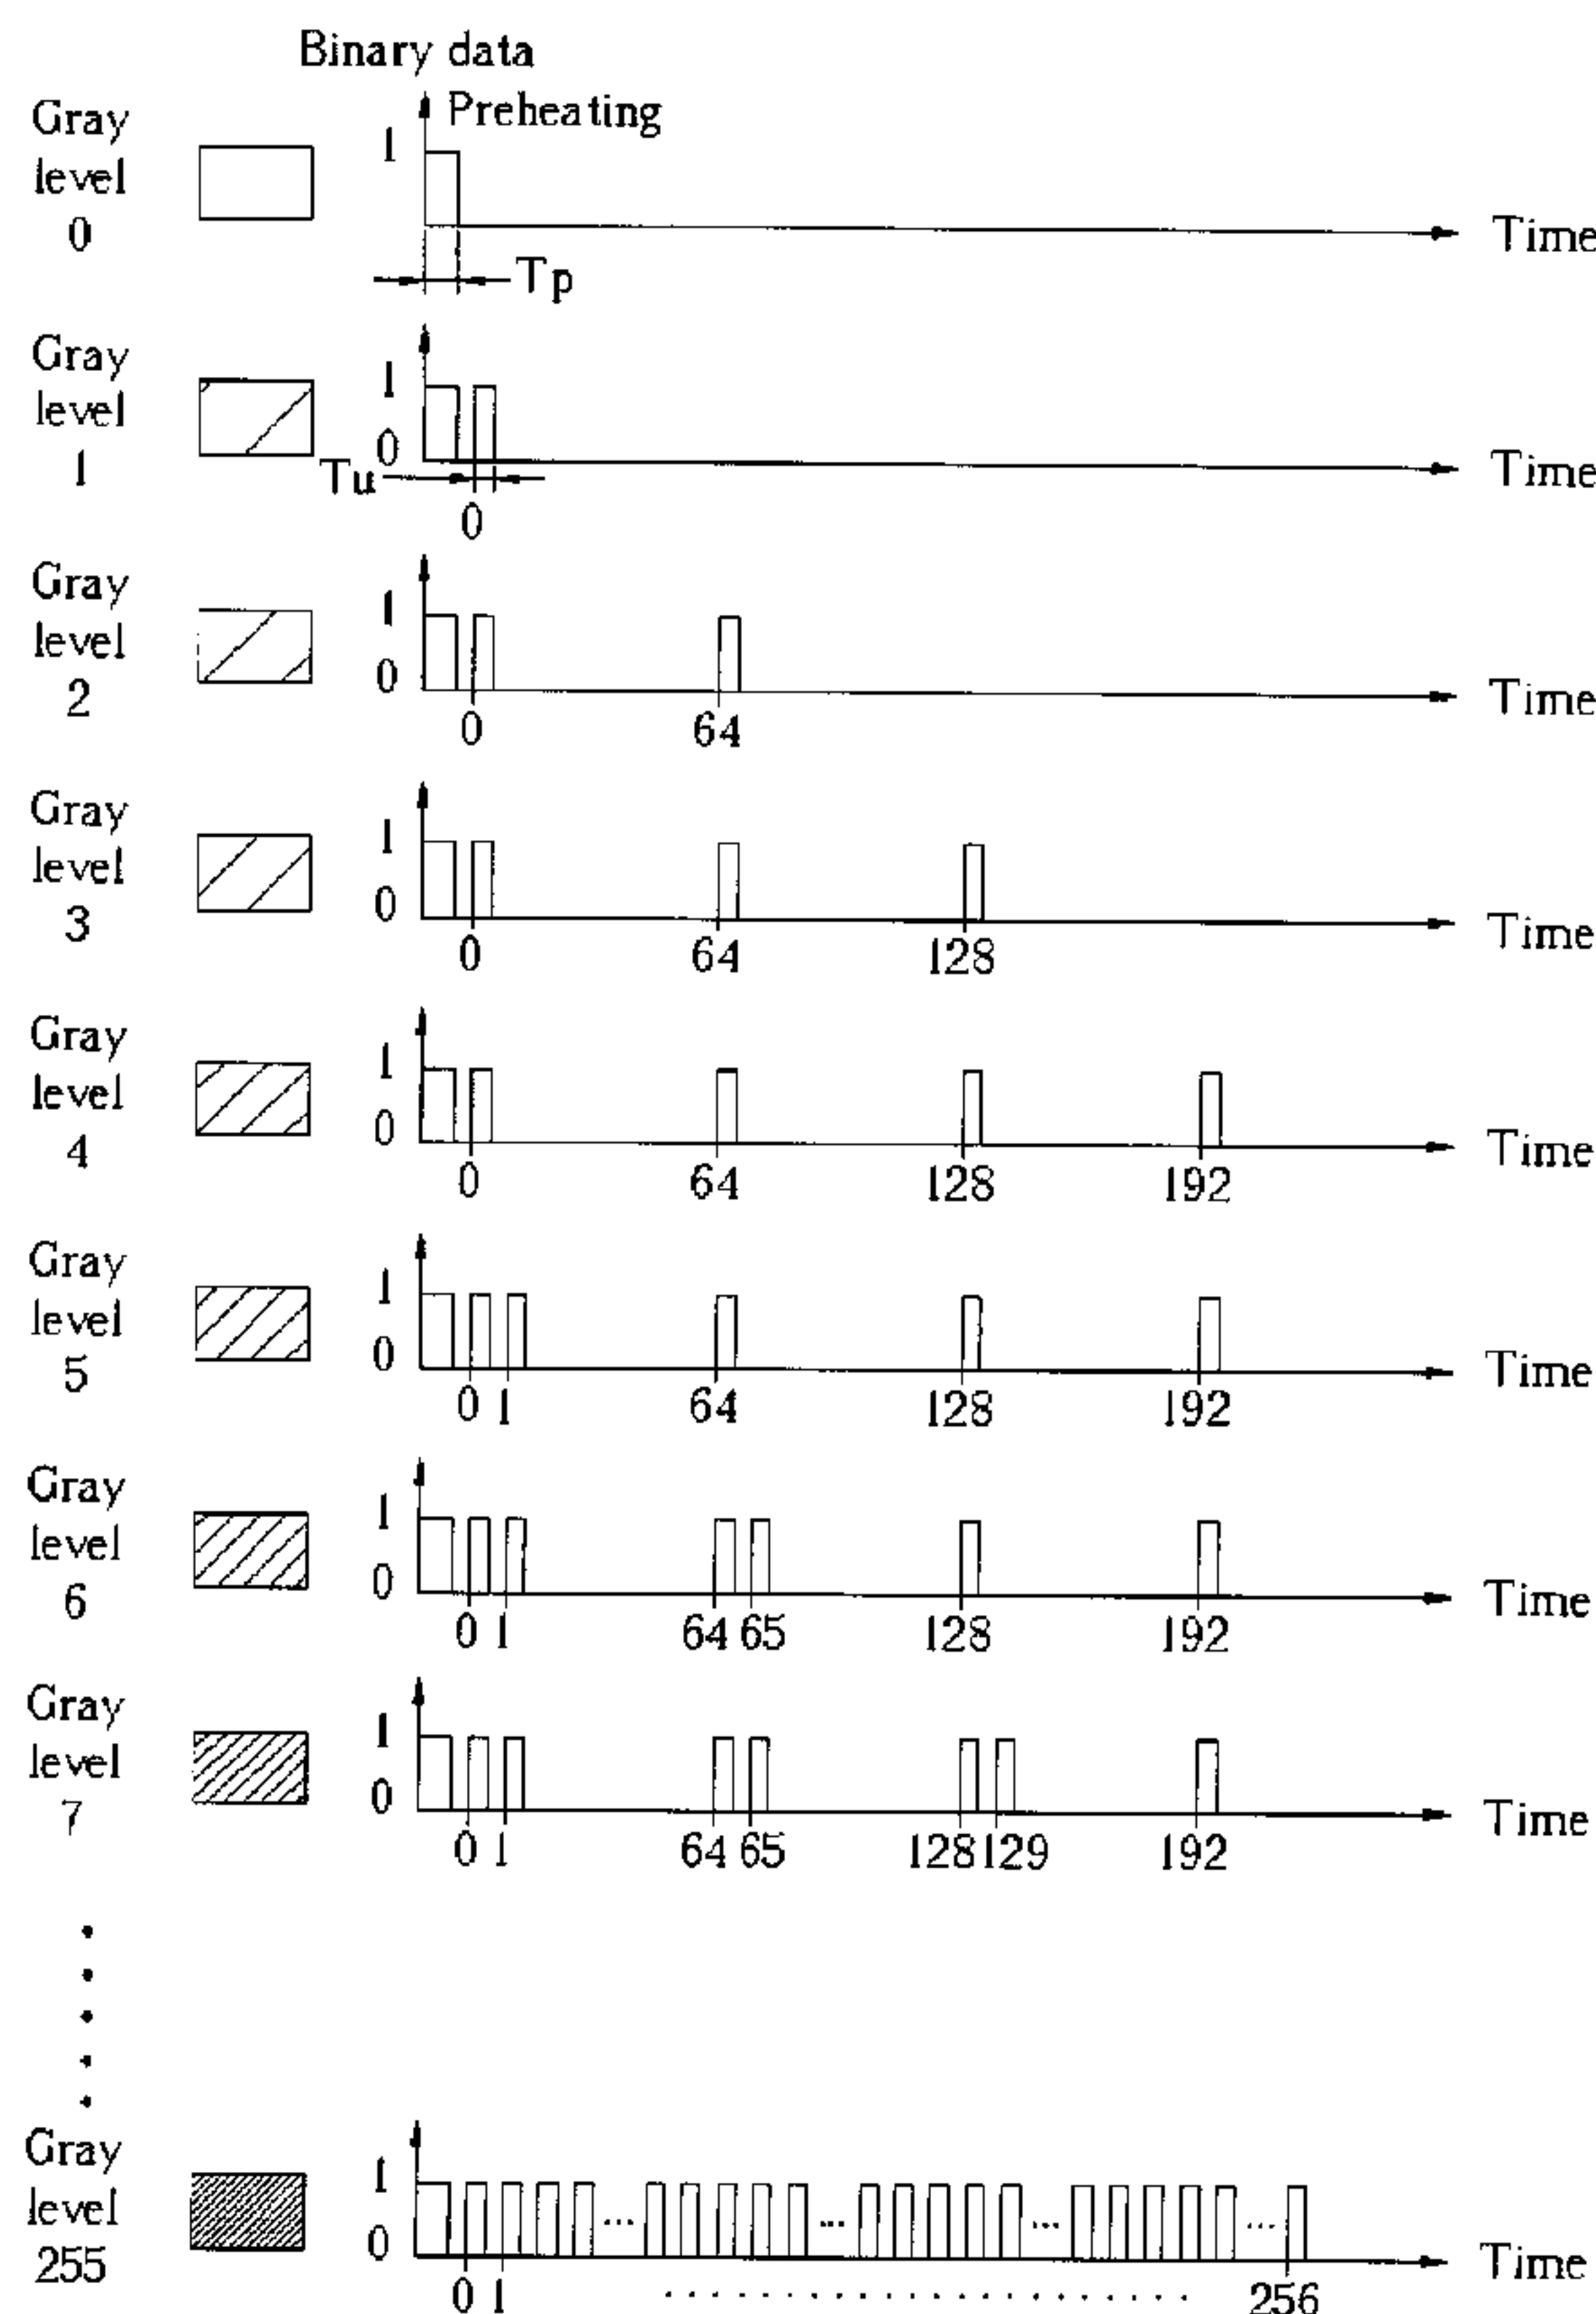 Binary data
Preheating
Gray
level
0
1
Time
Tp
Gray
level
1
1
0
Time
Tu
0
Gray
level
2
1
0
Time
0 64
Gray
level
3
1
0
Time
0 64 128
Gray
level
4
1
0
Time
0 64 128 192
Gray
level
5
1
0
Time
0 1 64 128 192
Gray
level
6
1
0
Time
0 1 64 65 128 192
Gray
level
7
1
0
Time
0 1 64 65 128 129 192
Gray
level
255
1
0
... ... ... ...
Time
0 1 256